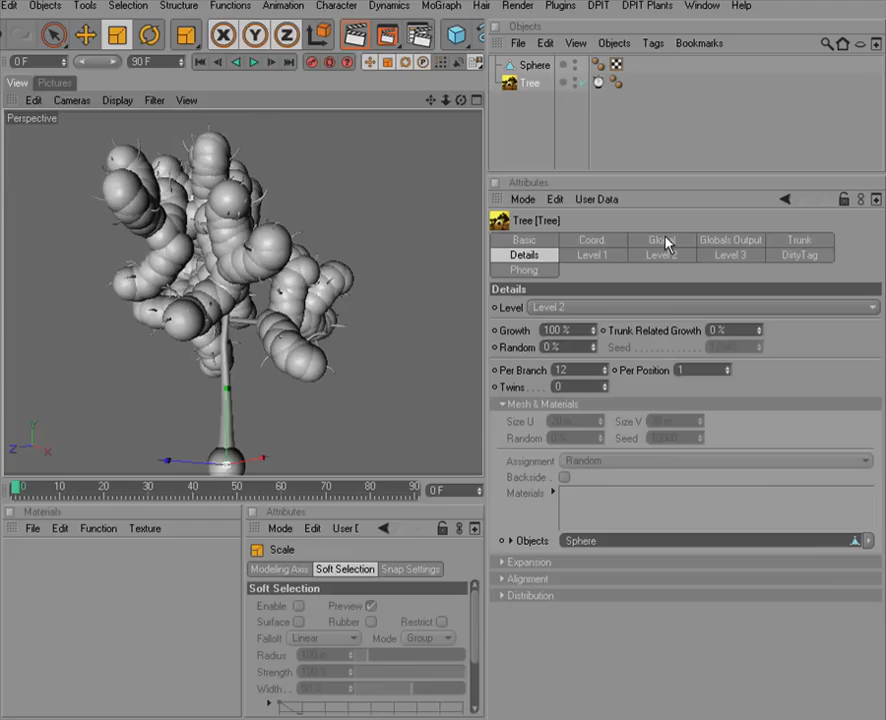 Edit Objects Tools Selection Structure Functions Animation Character Dynamics MoGraph Hair Render Plugins DPIT DPIT Plants Window Help
X Y Z
Objects
File Edit View Objects Tags Bookmarks
0 F 90 F
Sphere
Tree
View Pictures
Edit Cameras Display Filter View
Perspective
Attributes
Mode Edit User Data
Tree [Tree]
Basic Coord. Globals Output Trunk
Details Level 1 Level 2 Level 3 DirtyTag
Phong
Details
Level Level 2
Growth 100 % Trunk Related Growth 0 %
Random 0 % Seed
Per Branch 12 Per Position 1
Twins 0
Mesh & Materials
Size U Size V
Random 0 % Seed
Assignment Random
Backside
Materials
Objects Sphere
Expansion
Alignment
Distribution
Y
Z X
0 10 20 30 40 50 60 70 80 90 0 F
Materials
File Edit Function Texture
Attributes
Mode Edit User D
Scale
Modeling Axis Soft Selection Snap Settings
Soft Selection
Enable Preview
Surface Rubber Restrict
Falloff Linear Mode Group
Radius 100 m
Strength 100 %
Width